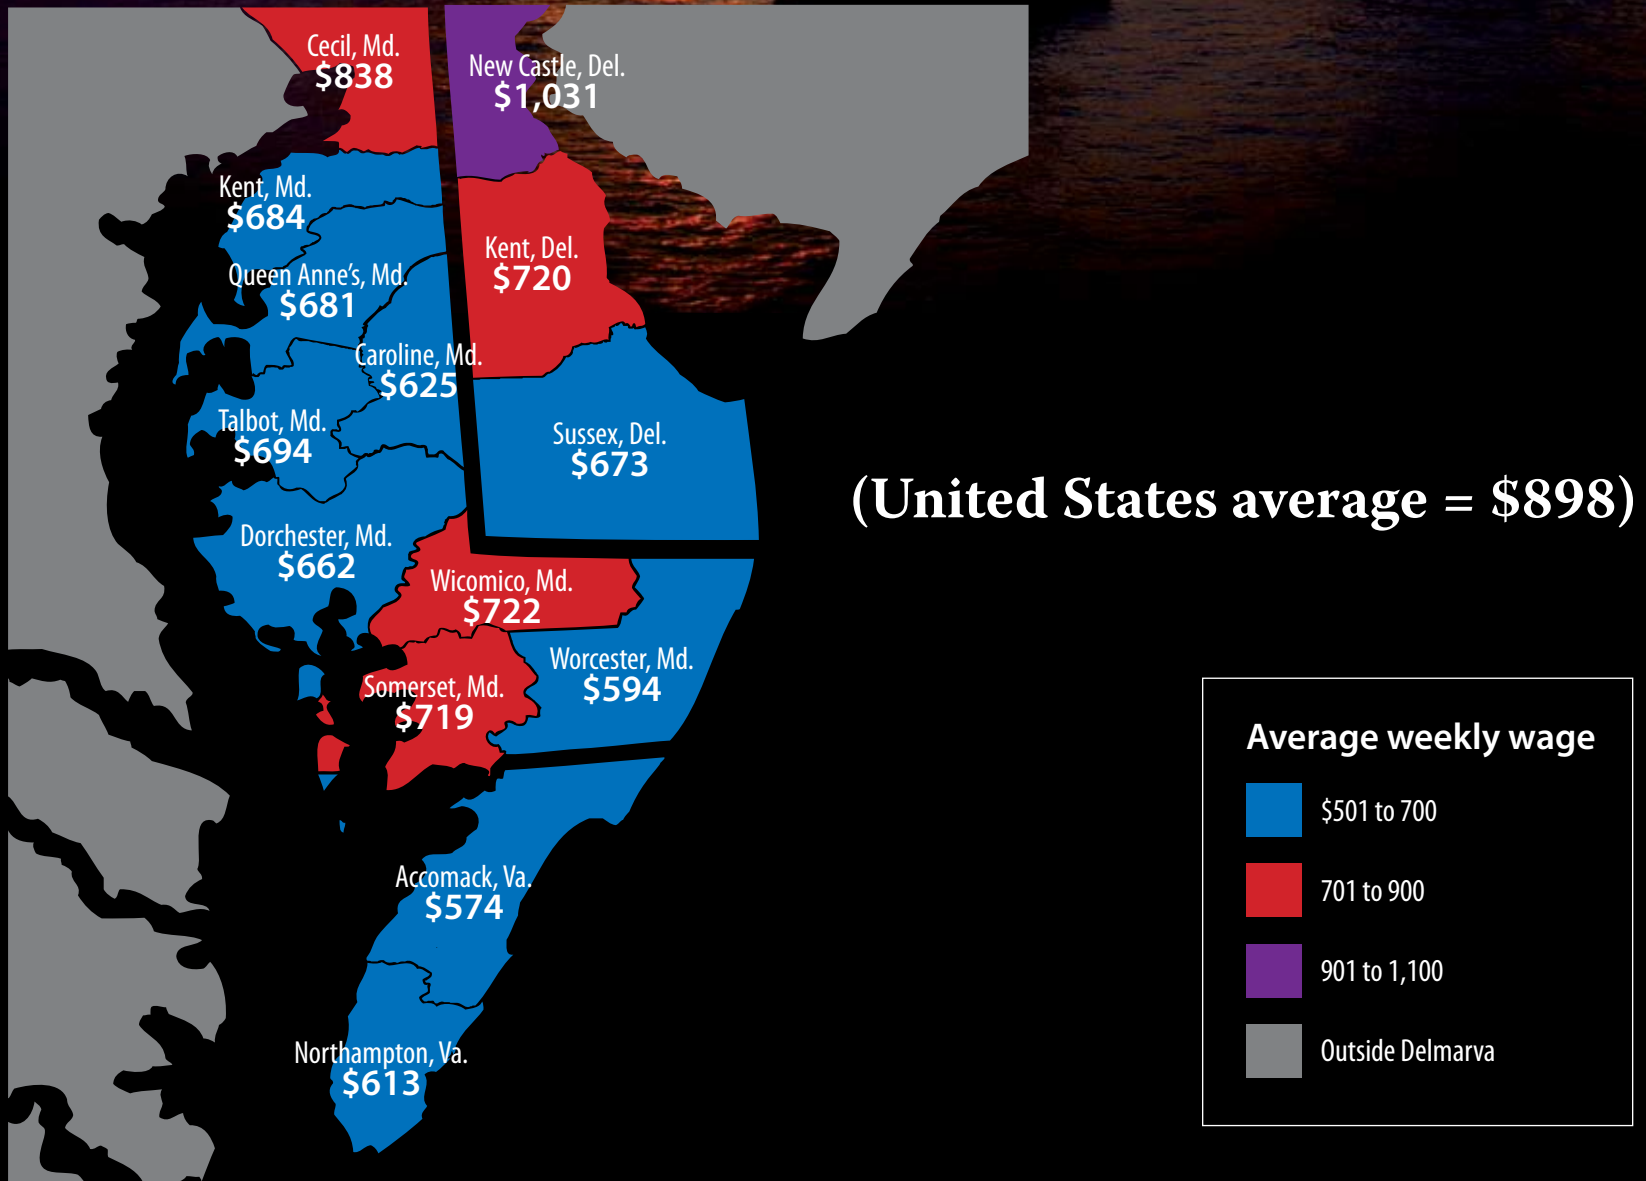 Cecil, Md.
$838
New Castle, Del.
$1,031
Kent, Md.
$684
Kent, Del.
$720
Queen Anne's, Md.
$681
Caroline, Md.
$625
Talbot, Md.
$694
Sussex, Del.
$673
(United States average = $898)
Dorchester, Md.
$662
Wicomico, Md.
$722
Worcester, Md.
$594
Somerset, Md.
$719
Accomack, Va.
$574
Northampton, Va.
$613
Average weekly wage
$501 to 700
701 to 900
901 to 1,100
Outside Delmarva